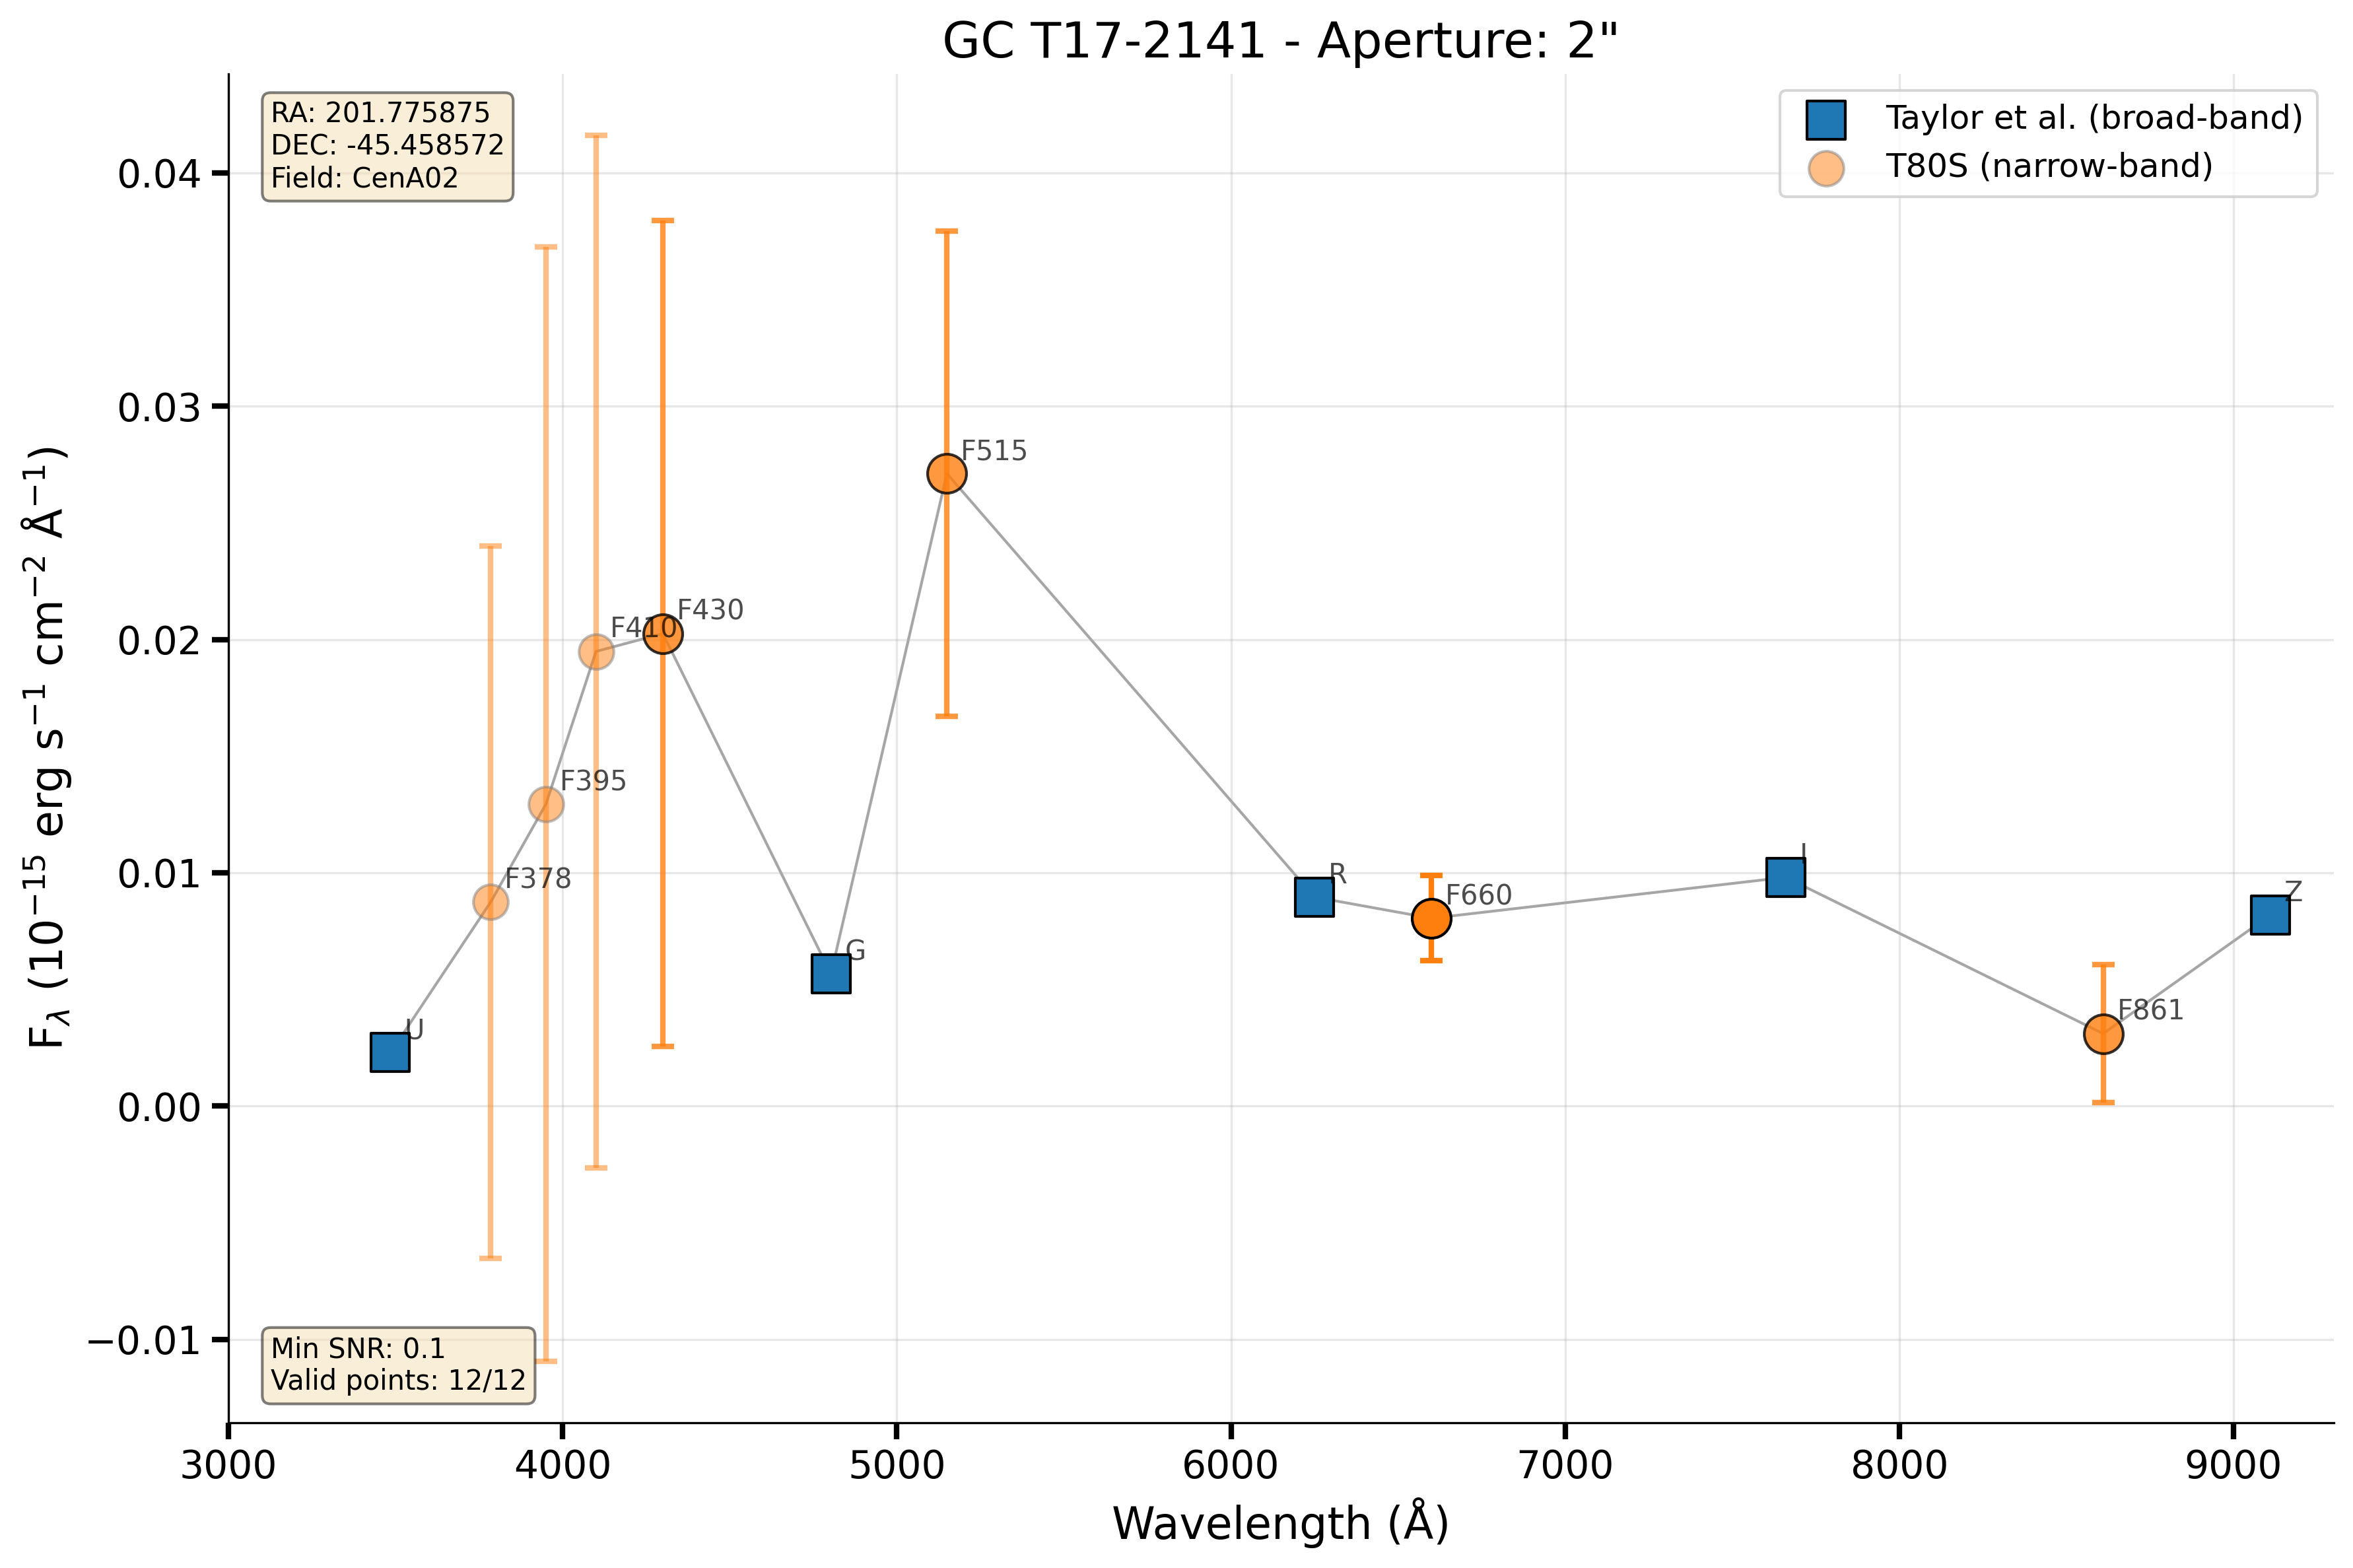 GC T17-2141 - Aperture: 2"
RA: 201.775875
DEC: -45.458572
Field: CenA02
Taylor et al. (broad-band)
T80S (narrow-band)
0.04
0.03
0.02
0.01
0.00
−0.01
F$_\lambda$ (10$^{-15}$ erg s$^{-1}$ cm$^{-2}$ Å$^{-1}$)
U
F378
F395
F410
F430
G
F515
R
F660
I
F861
Z
Min SNR: 0.1
Valid points: 12/12
3000 4000 5000 6000 7000 8000 9000
Wavelength (Å)